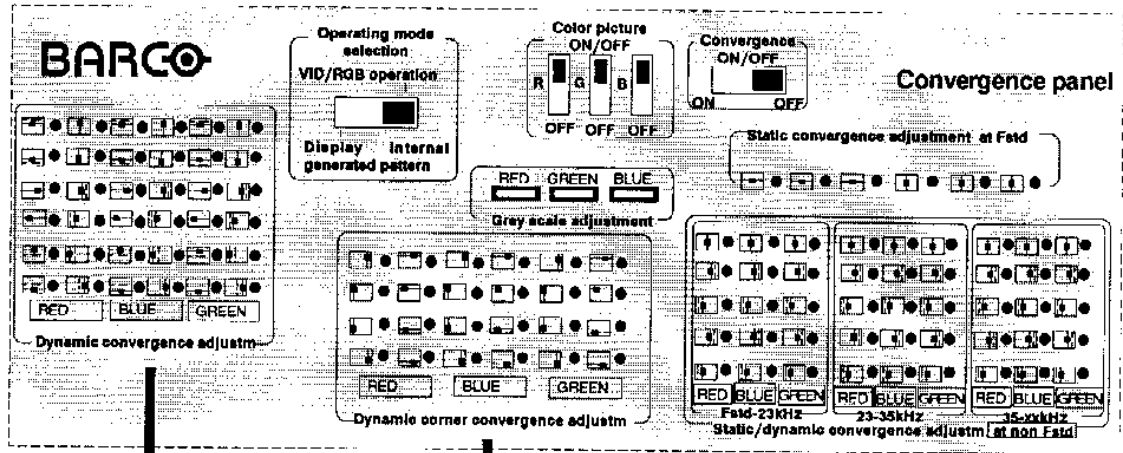 BARCO
Operating mode
selection
VID/RGB operation
Display internal
generated pattern
Color picture
ON/OFF
R G B
OFF OFF OFF
Convergence
ON/OFF
ON OFF
Convergence panel
Static convergence adjustment at Fstd
RED GREEN BLUE
Grey scale adjustment
RED BLUE GREEN
Dynamic convergence adjustm
RED BLUE GREEN
Dynamic corner convergence adjustm
RED BLUE GREEN RED BLUE GREEN RED BLUE GREEN
Fstd-23kHz 23-35kHz 35-xxkHz
Static/dynamic convergence adjustm at non Fstd